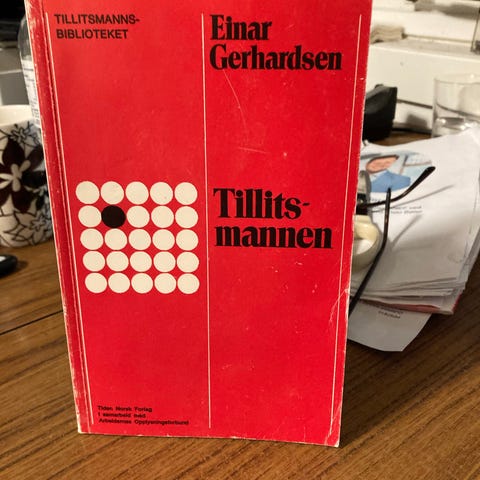 TILLITSMANNS-
BIBLIOTEKET
Einar
Gerhardsen
Tillits-
mannen
Tiden Norsk Forlag
i samarbeid med
Arbeidernes Opplysningsforbund